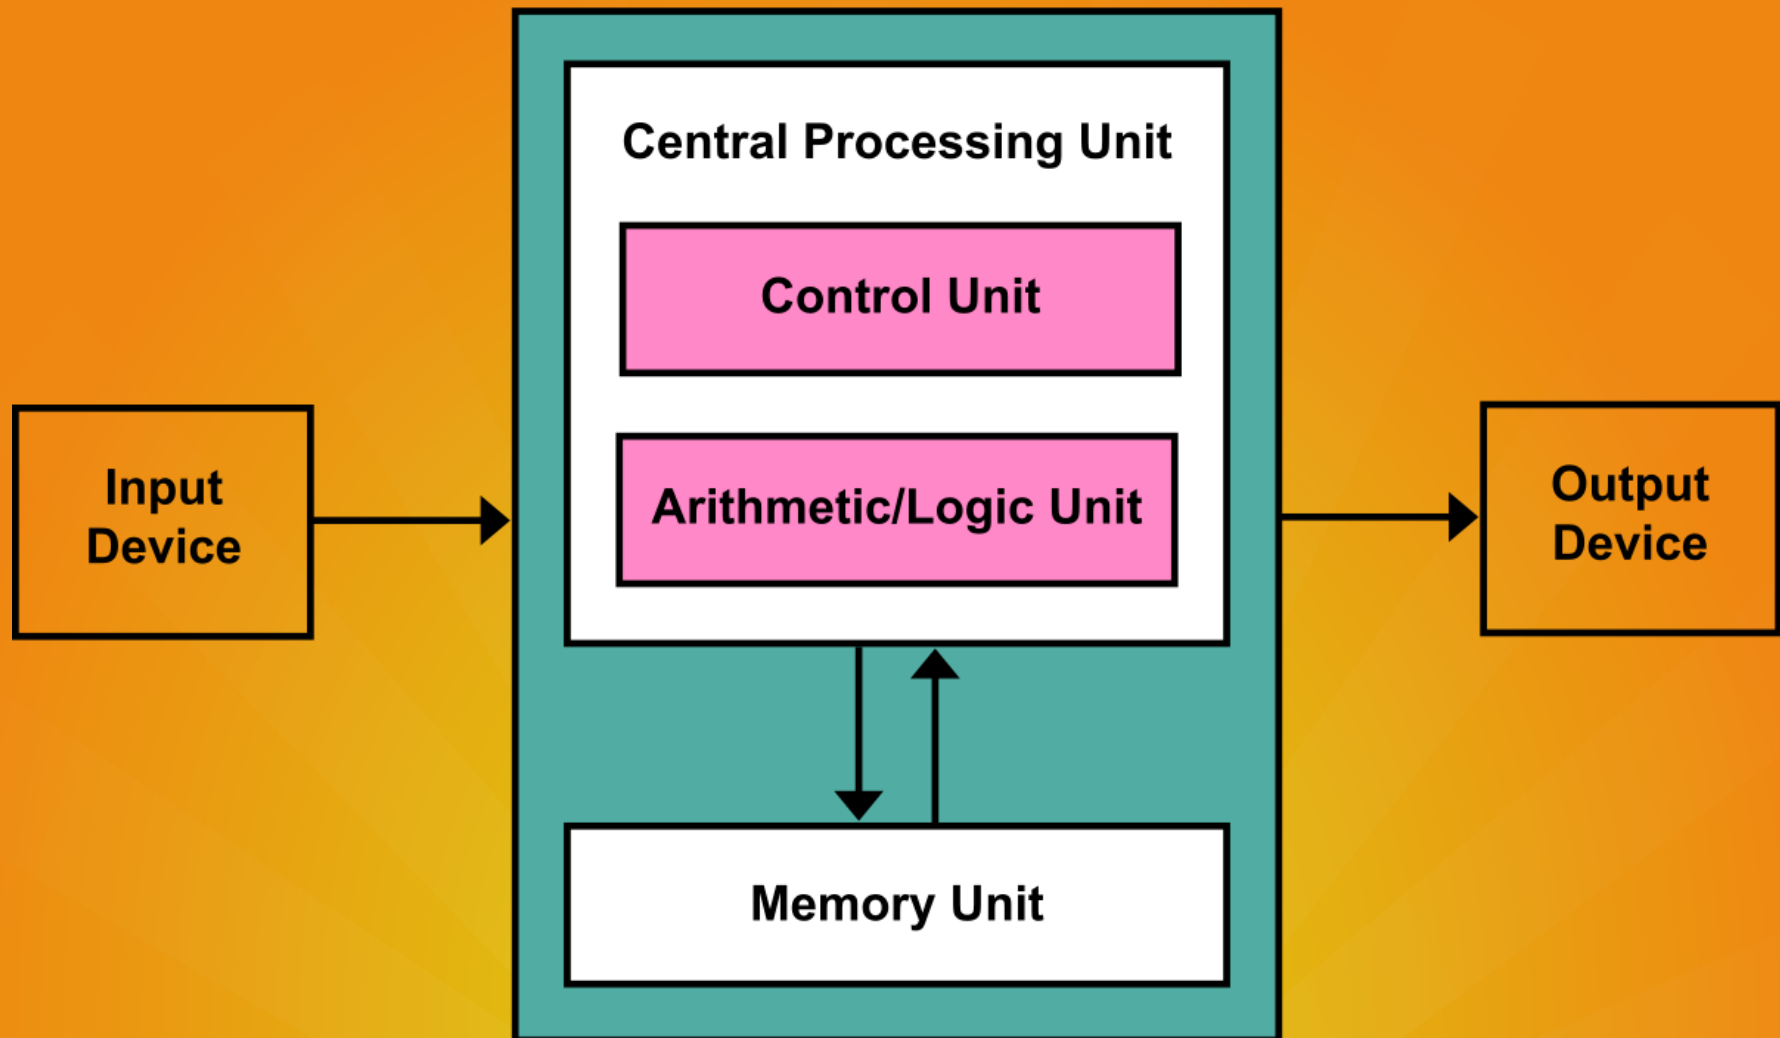 Central Processing Unit
Control Unit
Arithmetic/Logic Unit
Input
Device
Output
Device
Memory Unit